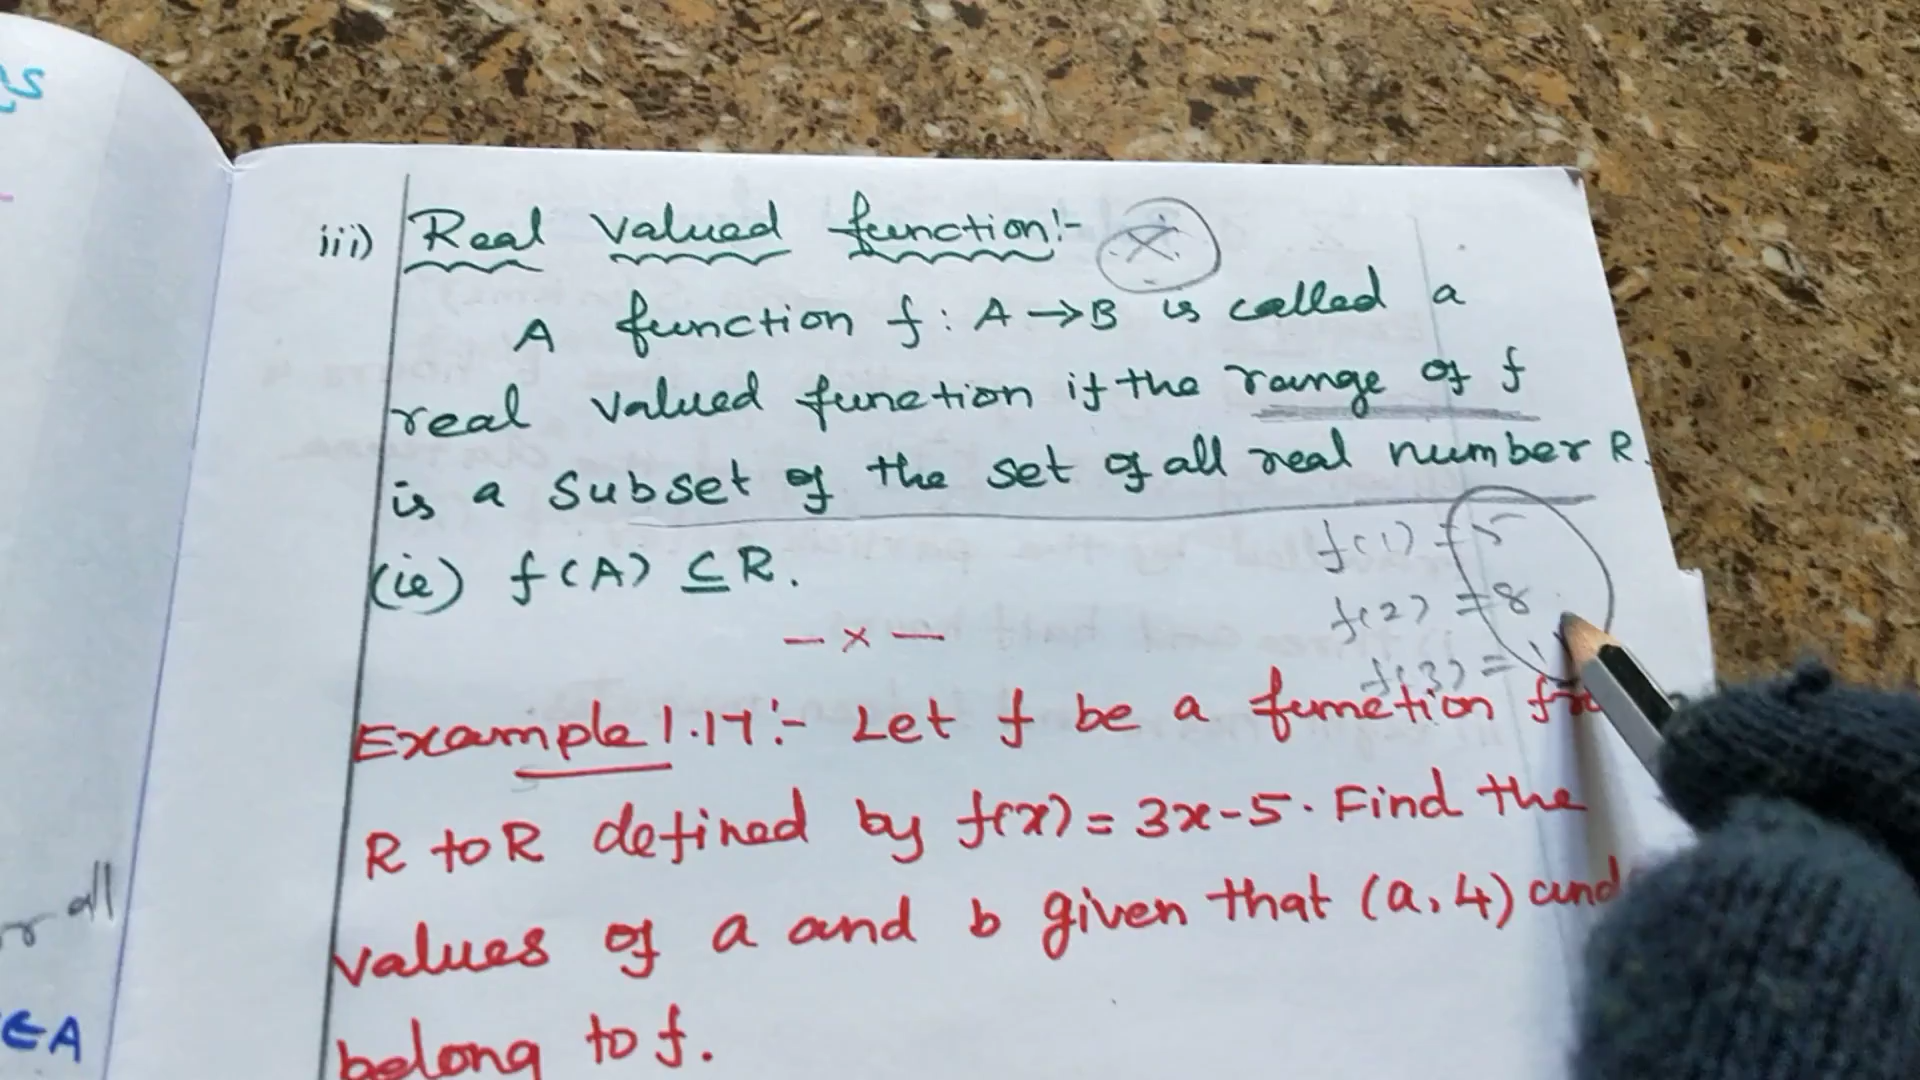 iii) Real valued function:-
A function f: A→B is called a
real valued function if the range of f
is a subset of the set of all real number R.
(ie) f(A) ⊆R.
f(1) = 5
f(2) = 8
f(3) =
— x —
Example 1.17:- Let f be a function
R to R defined by f(x) = 3x-5. Find the
values of a and b given that (a, 4) and
belong to f.
all
∈A